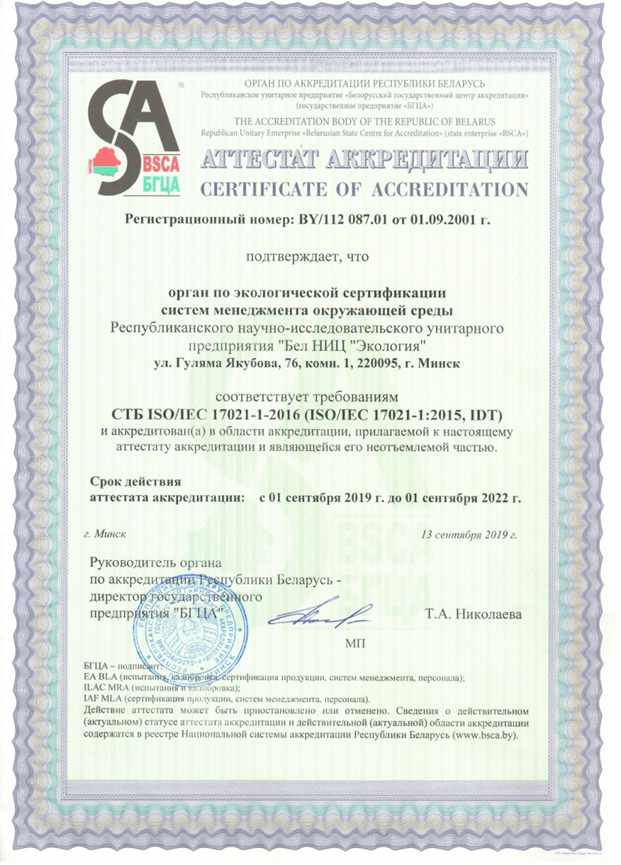 ОРГАН ПО АККРЕДИТАЦИИ РЕСПУБЛИКИ БЕЛАРУСЬ
Республиканское унитарное предприятие «Белорусский государственный центр аккредитации»
(государственное предприятие «БГЦА»)
THE ACCREDITATION BODY OF THE REPUBLIC OF BELARUS
Republican Unitary Enterprise «Belarusian State Centre for Accreditation» (state enterprise «BSCA»)
BSCA
БГЦА
АТТЕСТАТ АККРЕДИТАЦИИ
CERTIFICATE OF ACCREDITATION
Регистрационный номер: BY/112 087.01 от 01.09.2001 г.
подтверждает, что
орган по экологической сертификации
систем менеджмента окружающей среды
Республиканского научно-исследовательского унитарного
предприятия "Бел НИЦ "Экология"
ул. Гуляма Якубова, 76, комн. 1, 220095, г. Минск
соответствует требованиям
СТБ ISO/IEC 17021-1-2016 (ISO/IEC 17021-1:2015, IDT)
и аккредитован(а) в области аккредитации, прилагаемой к настоящему
аттестату аккредитации и являющейся его неотъемлемой частью.
Срок действия
аттестата аккредитации: с 01 сентября 2019 г. до 01 сентября 2022 г.
г. Минск 13 сентября 2019 г.
Руководитель органа
по аккредитации Республики Беларусь -
директор государственного
предприятия "БГЦА" Т.А. Николаева
МП
БГЦА – подписант:
EA BLA (испытания, калибровка, сертификация продукции, систем менеджмента, персонала);
ILAC MRA (испытания и калибровка);
IAF MLA (сертификация продукции, систем менеджмента, персонала).
Действие аттестата может быть приостановлено или отменено. Сведения о действительном
(актуальном) статусе аттестата аккредитации и действительной (актуальной) области аккредитации
содержатся в реестре Национальной системы аккредитации Республики Беларусь (www.bsca.by).